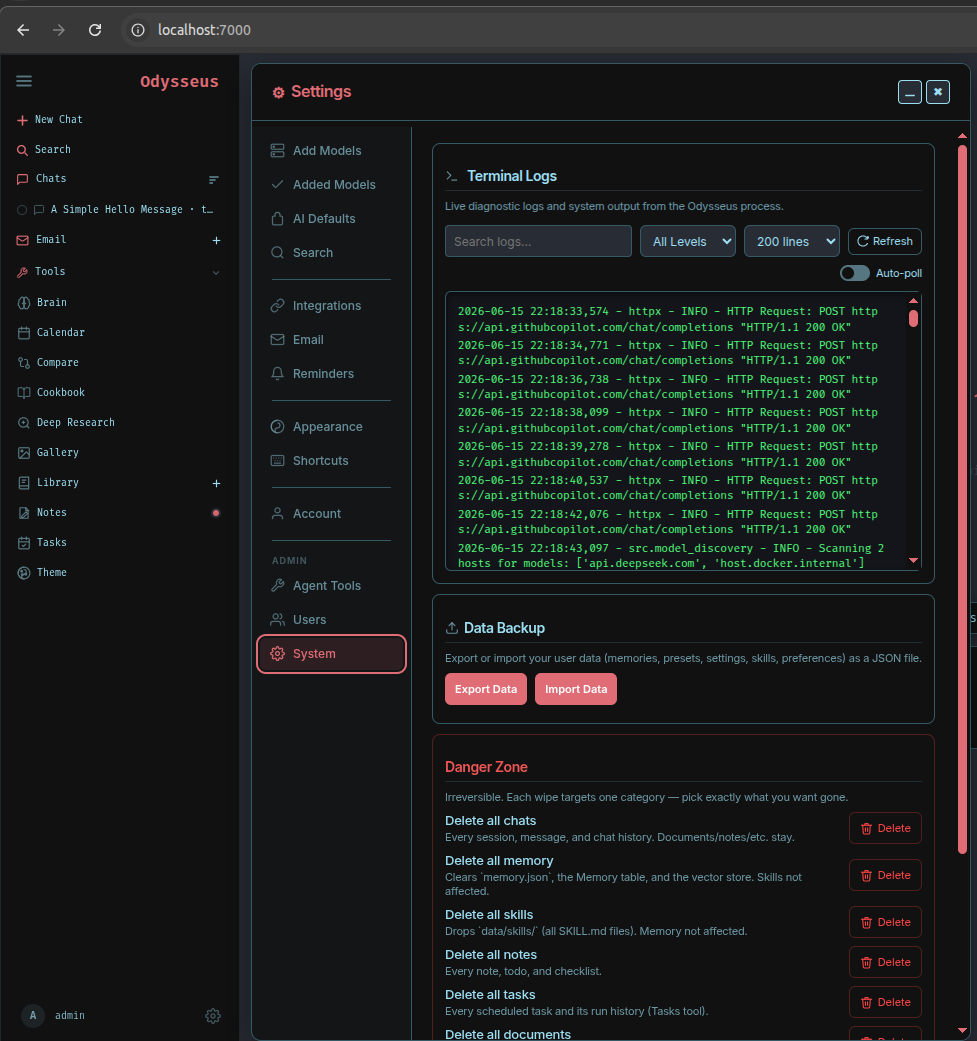 localhost:7000
Odysseus
New Chat
Search
Chats
A Simple Hello Message · t…
Email
Tools
Brain
Calendar
Compare
Cookbook
Deep Research
Gallery
Library
Notes
Tasks
Theme
A admin
Settings
Add Models
Added Models
AI Defaults
Search
Integrations
Email
Reminders
Appearance
Shortcuts
Account
ADMIN
Agent Tools
Users
System
Terminal Logs
Live diagnostic logs and system output from the Odysseus process.
Search logs... All Levels 200 lines Refresh
Auto-poll
2026-06-15 22:18:33,574 - httpx - INFO - HTTP Request: POST http
s://api.githubcopilot.com/chat/completions "HTTP/1.1 200 OK"
2026-06-15 22:18:34,771 - httpx - INFO - HTTP Request: POST http
s://api.githubcopilot.com/chat/completions "HTTP/1.1 200 OK"
2026-06-15 22:18:36,738 - httpx - INFO - HTTP Request: POST http
s://api.githubcopilot.com/chat/completions "HTTP/1.1 200 OK"
2026-06-15 22:18:38,099 - httpx - INFO - HTTP Request: POST http
s://api.githubcopilot.com/chat/completions "HTTP/1.1 200 OK"
2026-06-15 22:18:39,278 - httpx - INFO - HTTP Request: POST http
s://api.githubcopilot.com/chat/completions "HTTP/1.1 200 OK"
2026-06-15 22:18:40,537 - httpx - INFO - HTTP Request: POST http
s://api.githubcopilot.com/chat/completions "HTTP/1.1 200 OK"
2026-06-15 22:18:42,076 - httpx - INFO - HTTP Request: POST http
s://api.githubcopilot.com/chat/completions "HTTP/1.1 200 OK"
2026-06-15 22:18:43,097 - src.model_discovery - INFO - Scanning 2
hosts for models: ['api.deepseek.com', 'host.docker.internal']
Data Backup
Export or import your user data (memories, presets, settings, skills, preferences) as a JSON file.
Export Data Import Data
Danger Zone
Irreversible. Each wipe targets one category — pick exactly what you want gone.
Delete all chats
Every session, message, and chat history. Documents/notes/etc. stay.
Delete
Delete all memory
Clears `memory.json`, the Memory table, and the vector store. Skills not
affected.
Delete
Delete all skills
Drops `data/skills/` (all SKILL.md files). Memory not affected.
Delete
Delete all notes
Every note, todo, and checklist.
Delete
Delete all tasks
Every scheduled task and its run history (Tasks tool).
Delete
Delete all documents